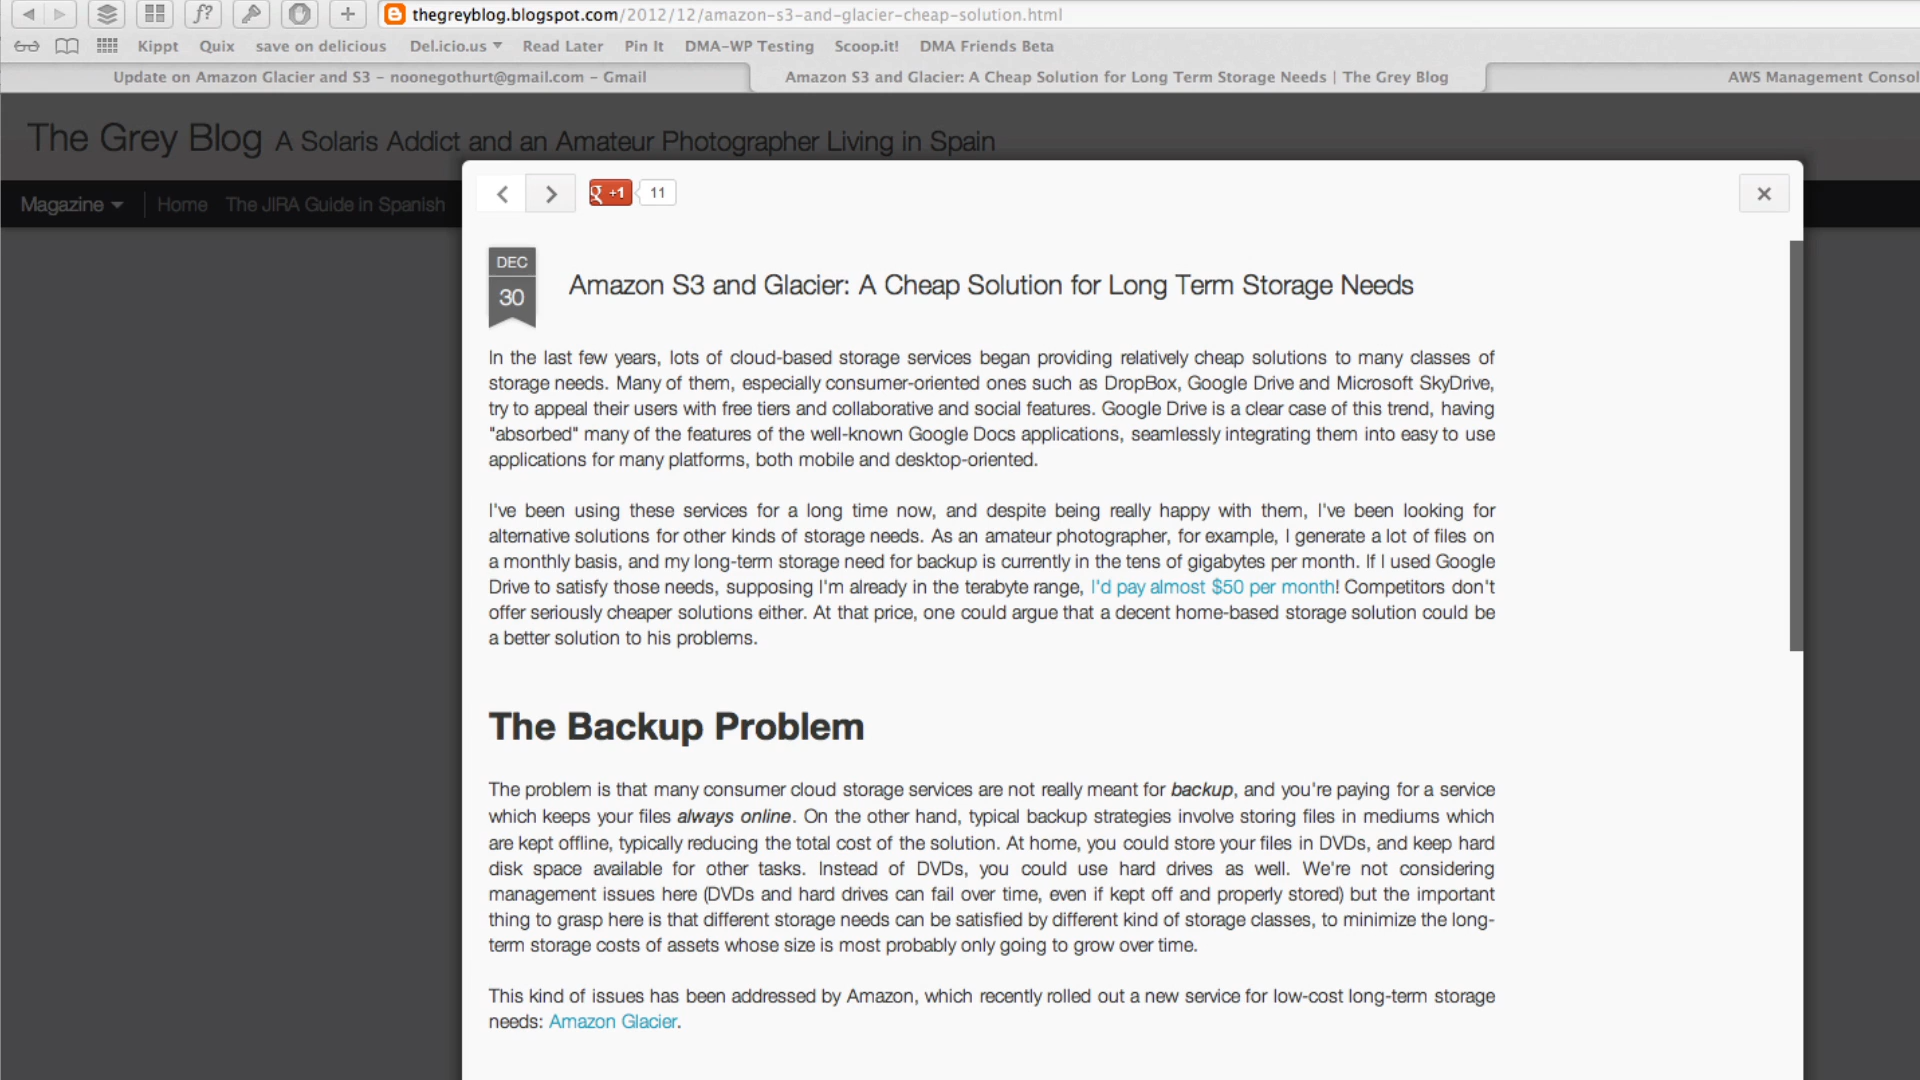 thegreyblog.blogspot.com/2012/12/amazon-s3-and-glacier-cheap-solution.html
Kippt Quix save on delicious Del.icio.us Read Later Pin It DMA-WP Testing Scoop.it! DMA Friends Beta
Update on Amazon Glacier and S3 – noonegothurt@gmail.com – Gmail
Amazon S3 and Glacier: A Cheap Solution for Long Term Storage Needs | The Grey Blog
AWS Management Consol
The Grey Blog A Solaris Addict and an Amateur Photographer Living in Spain
Magazine Home The JIRA Guide in Spanish
+1 11
DEC
30
Amazon S3 and Glacier: A Cheap Solution for Long Term Storage Needs
In the last few years, lots of cloud-based storage services began providing relatively cheap solutions to many classes of
storage needs. Many of them, especially consumer-oriented ones such as DropBox, Google Drive and Microsoft SkyDrive,
try to appeal their users with free tiers and collaborative and social features. Google Drive is a clear case of this trend, having
"absorbed" many of the features of the well-known Google Docs applications, seamlessly integrating them into easy to use
applications for many platforms, both mobile and desktop-oriented.
I've been using these services for a long time now, and despite being really happy with them, I've been looking for
alternative solutions for other kinds of storage needs. As an amateur photographer, for example, I generate a lot of files on
a monthly basis, and my long-term storage need for backup is currently in the tens of gigabytes per month. If I used Google
Drive to satisfy those needs, supposing I'm already in the terabyte range, I'd pay almost $50 per month! Competitors don't
offer seriously cheaper solutions either. At that price, one could argue that a decent home-based storage solution could be
a better solution to his problems.
The Backup Problem
The problem is that many consumer cloud storage services are not really meant for backup, and you're paying for a service
which keeps your files always online. On the other hand, typical backup strategies involve storing files in mediums which
are kept offline, typically reducing the total cost of the solution. At home, you could store your files in DVDs, and keep hard
disk space available for other tasks. Instead of DVDs, you could use hard drives as well. We're not considering
management issues here (DVDs and hard drives can fail over time, even if kept off and properly stored) but the important
thing to grasp here is that different storage needs can be satisfied by different kind of storage classes, to minimize the long-
term storage costs of assets whose size is most probably only going to grow over time.
This kind of issues has been addressed by Amazon, which recently rolled out a new service for low-cost long-term storage
needs: Amazon Glacier.